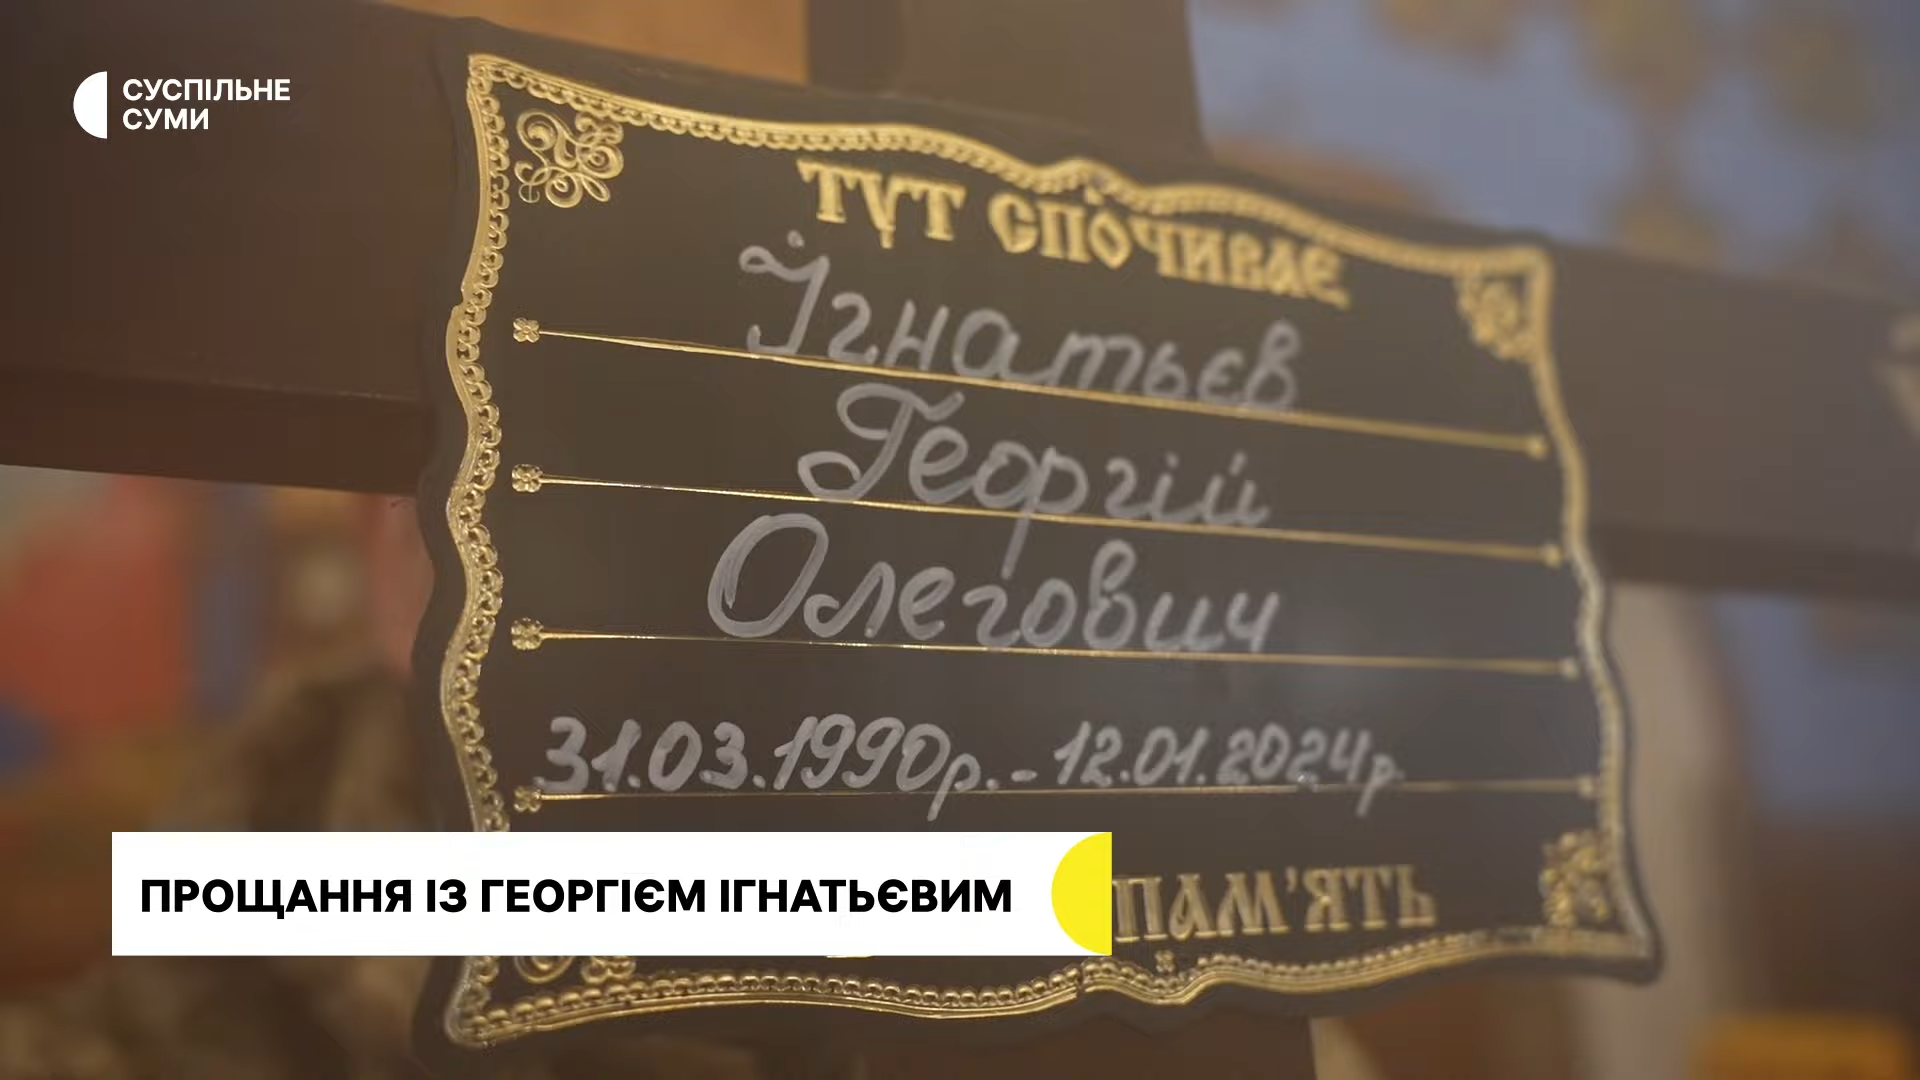 СУСПІЛЬНЕ
СУМИ
ТУТ СПОЧИВАЄ
Ігнатьєв
Георгій
Олегович
31.03.1990р. - 12.01.2024р.
ПРОЩАННЯ ІЗ ГЕОРГІЄМ ІГНАТЬЄВИМ
ПАМ'ЯТЬ